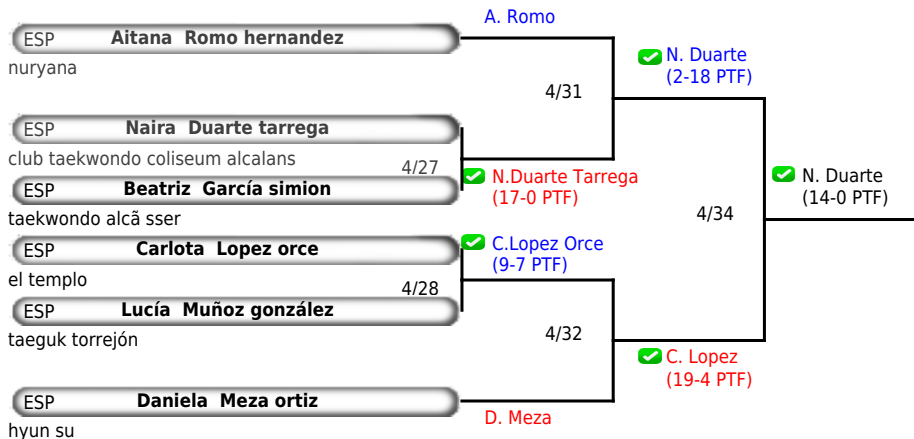 A. Romo
ESP Aitana Romo hernandez
nuryana
N. Duarte
(2-18 PTF)
4/31
ESP Naira Duarte tarrega
club taekwondo coliseum alcalans
4/27
N.Duarte Tarrega
(17-0 PTF)
ESP Beatriz García simion
taekwondo alcã sser
N. Duarte
(14-0 PTF)
4/34
ESP Carlota Lopez orce
el templo
C.Lopez Orce
(9-7 PTF)
4/28
ESP Lucía Muñoz gonzález
taeguk torrejón
4/32
C. Lopez
(19-4 PTF)
ESP Daniela Meza ortiz
hyun su
D. Meza